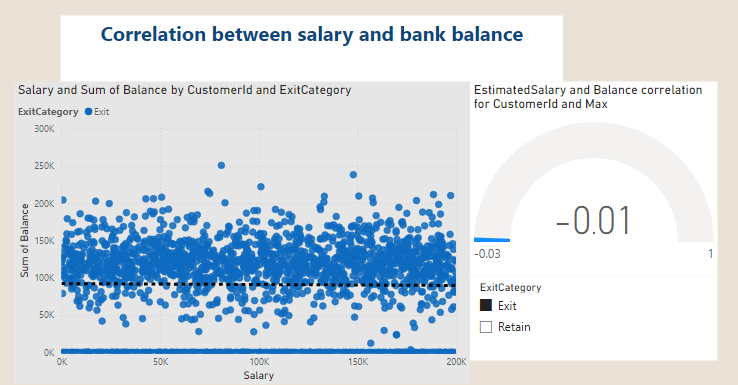 Correlation between salary and bank balance
Salary and Sum of Balance by CustomerId and ExitCategory
ExitCategory Exit
300K
250K
200K
150K
100K
50K
0K
Sum of Balance
0K 50K 100K 150K 200K
Salary
EstimatedSalary and Balance correlation
for CustomerId and Max
-0.01
-0.03 1
ExitCategory
Exit
Retain